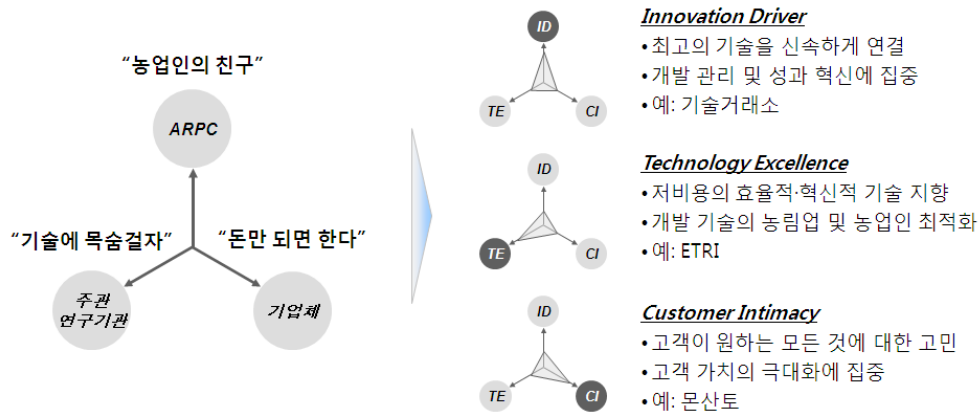 “농업인의 친구”
ARPC
“기술에 목숨걸자”
“돈만 되면 한다”
주관
연구기관
기업체
ID
TE
CI
Innovation Driver
•최고의 기술을 신속하게 연결
•개발 관리 및 성과 혁신에 집중
•예: 기술거래소
ID
TE
CI
Technology Excellence
•저비용의 효율적·혁신적 기술 지향
•개발 기술의 농림업 및 농업인 최적화
•예: ETRI
ID
TE
CI
Customer Intimacy
•고객이 원하는 모든 것에 대한 고민
•고객 가치의 극대화에 집중
•예: 몬산토